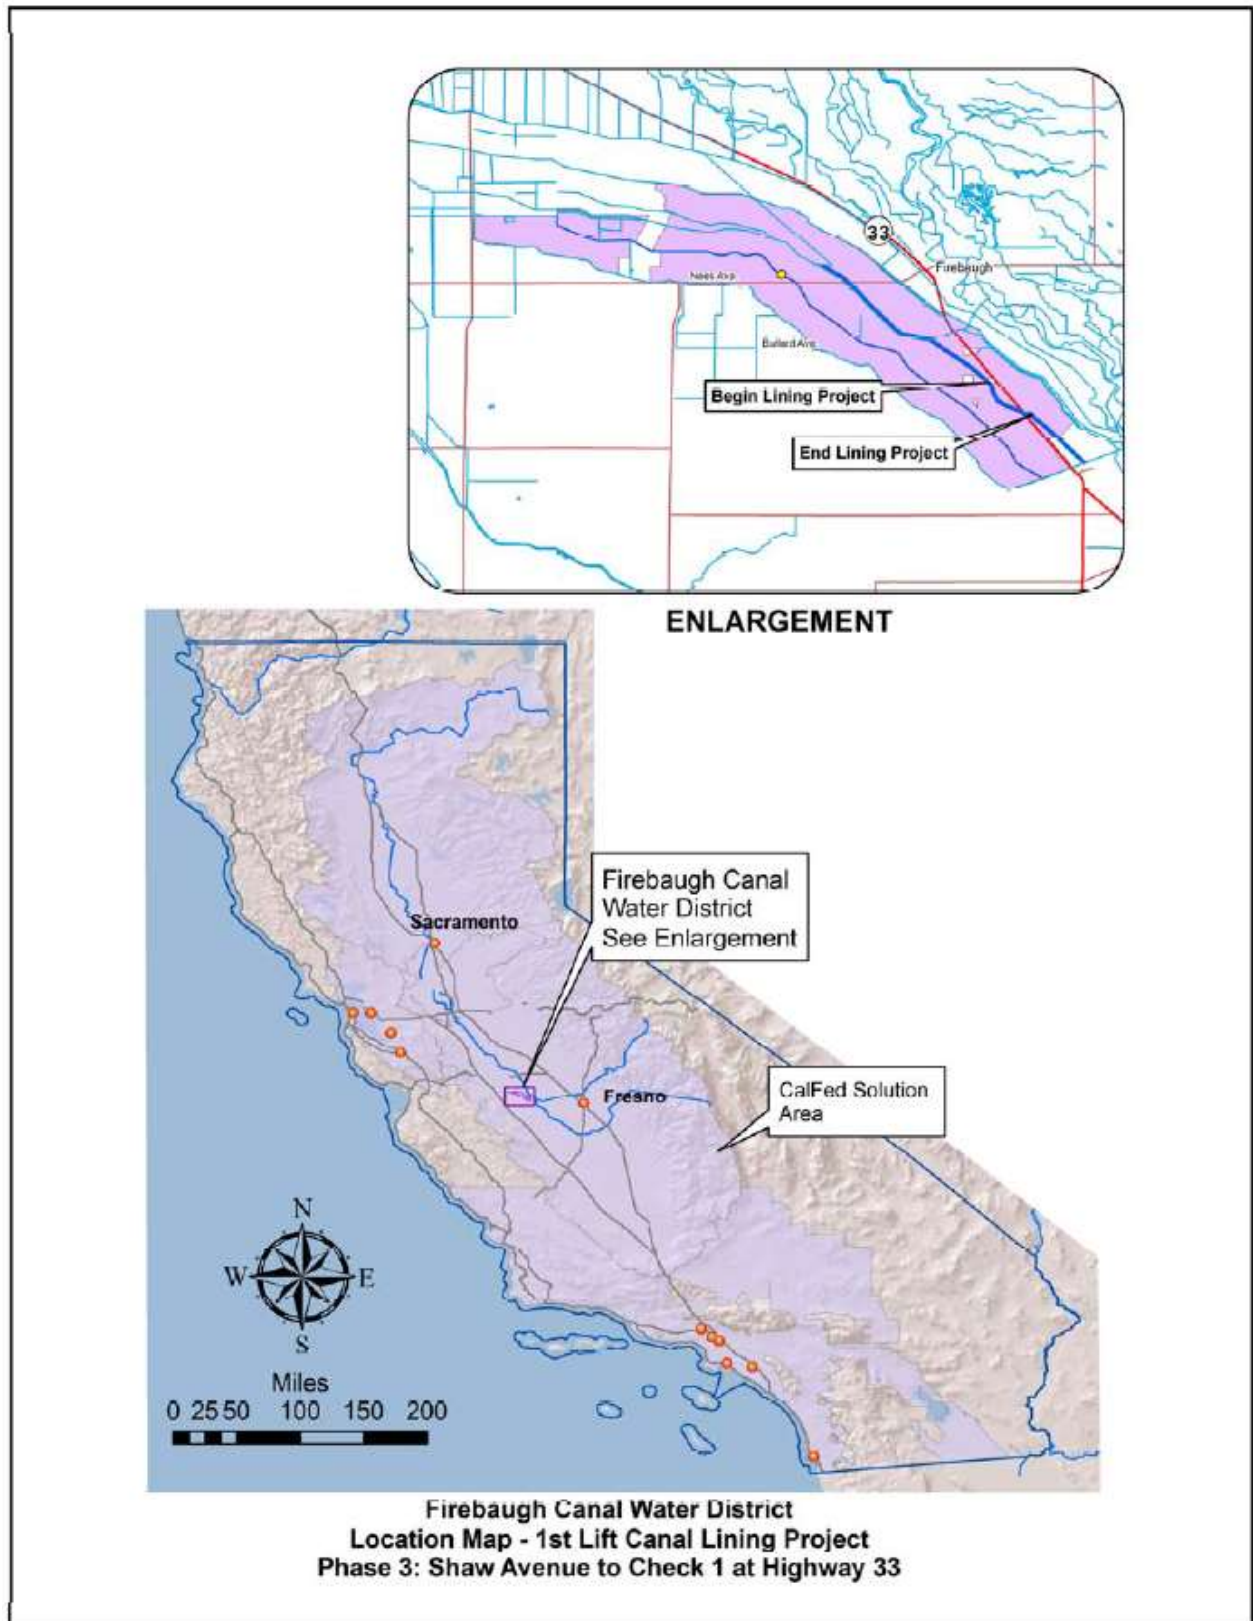 33
Firebaugh
Nees Ave
Bullard Ave
Begin Lining Project
End Lining Project
ENLARGEMENT
Firebaugh Canal
Water District
See Enlargement
Sacramento
CalFed Solution
Area
Fresno
N
W E
S
Miles
0 25 50 100 150 200
Firebaugh Canal Water District
Location Map - 1st Lift Canal Lining Project
Phase 3: Shaw Avenue to Check 1 at Highway 33